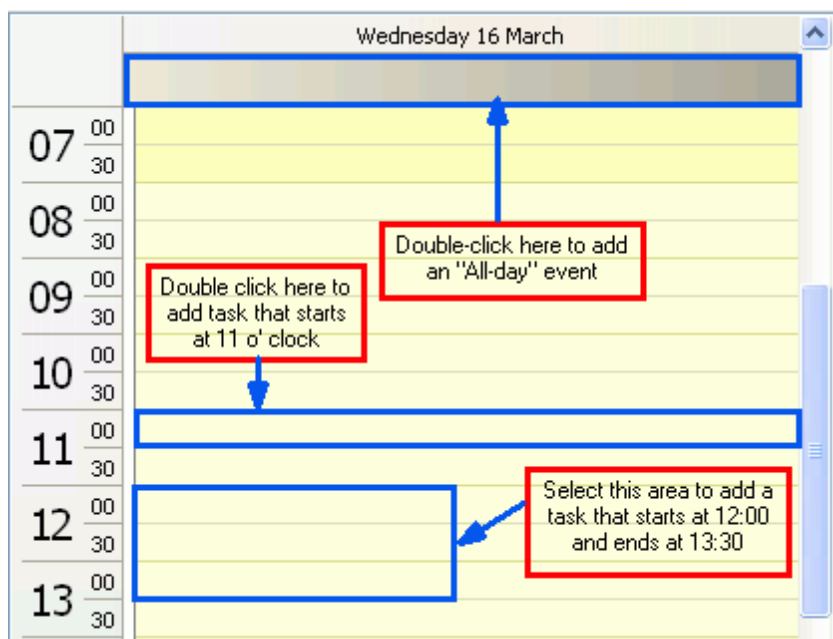 Wednesday 16 March
07 00
30
08 00
30
Double-click here to add
an "All-day" event
09 00
30
Double click here to
add task that starts
at 11 o' clock
10 00
30
11 00
30
12 00
30
Select this area to add a
task that starts at 12:00
and ends at 13:30
13 00
30